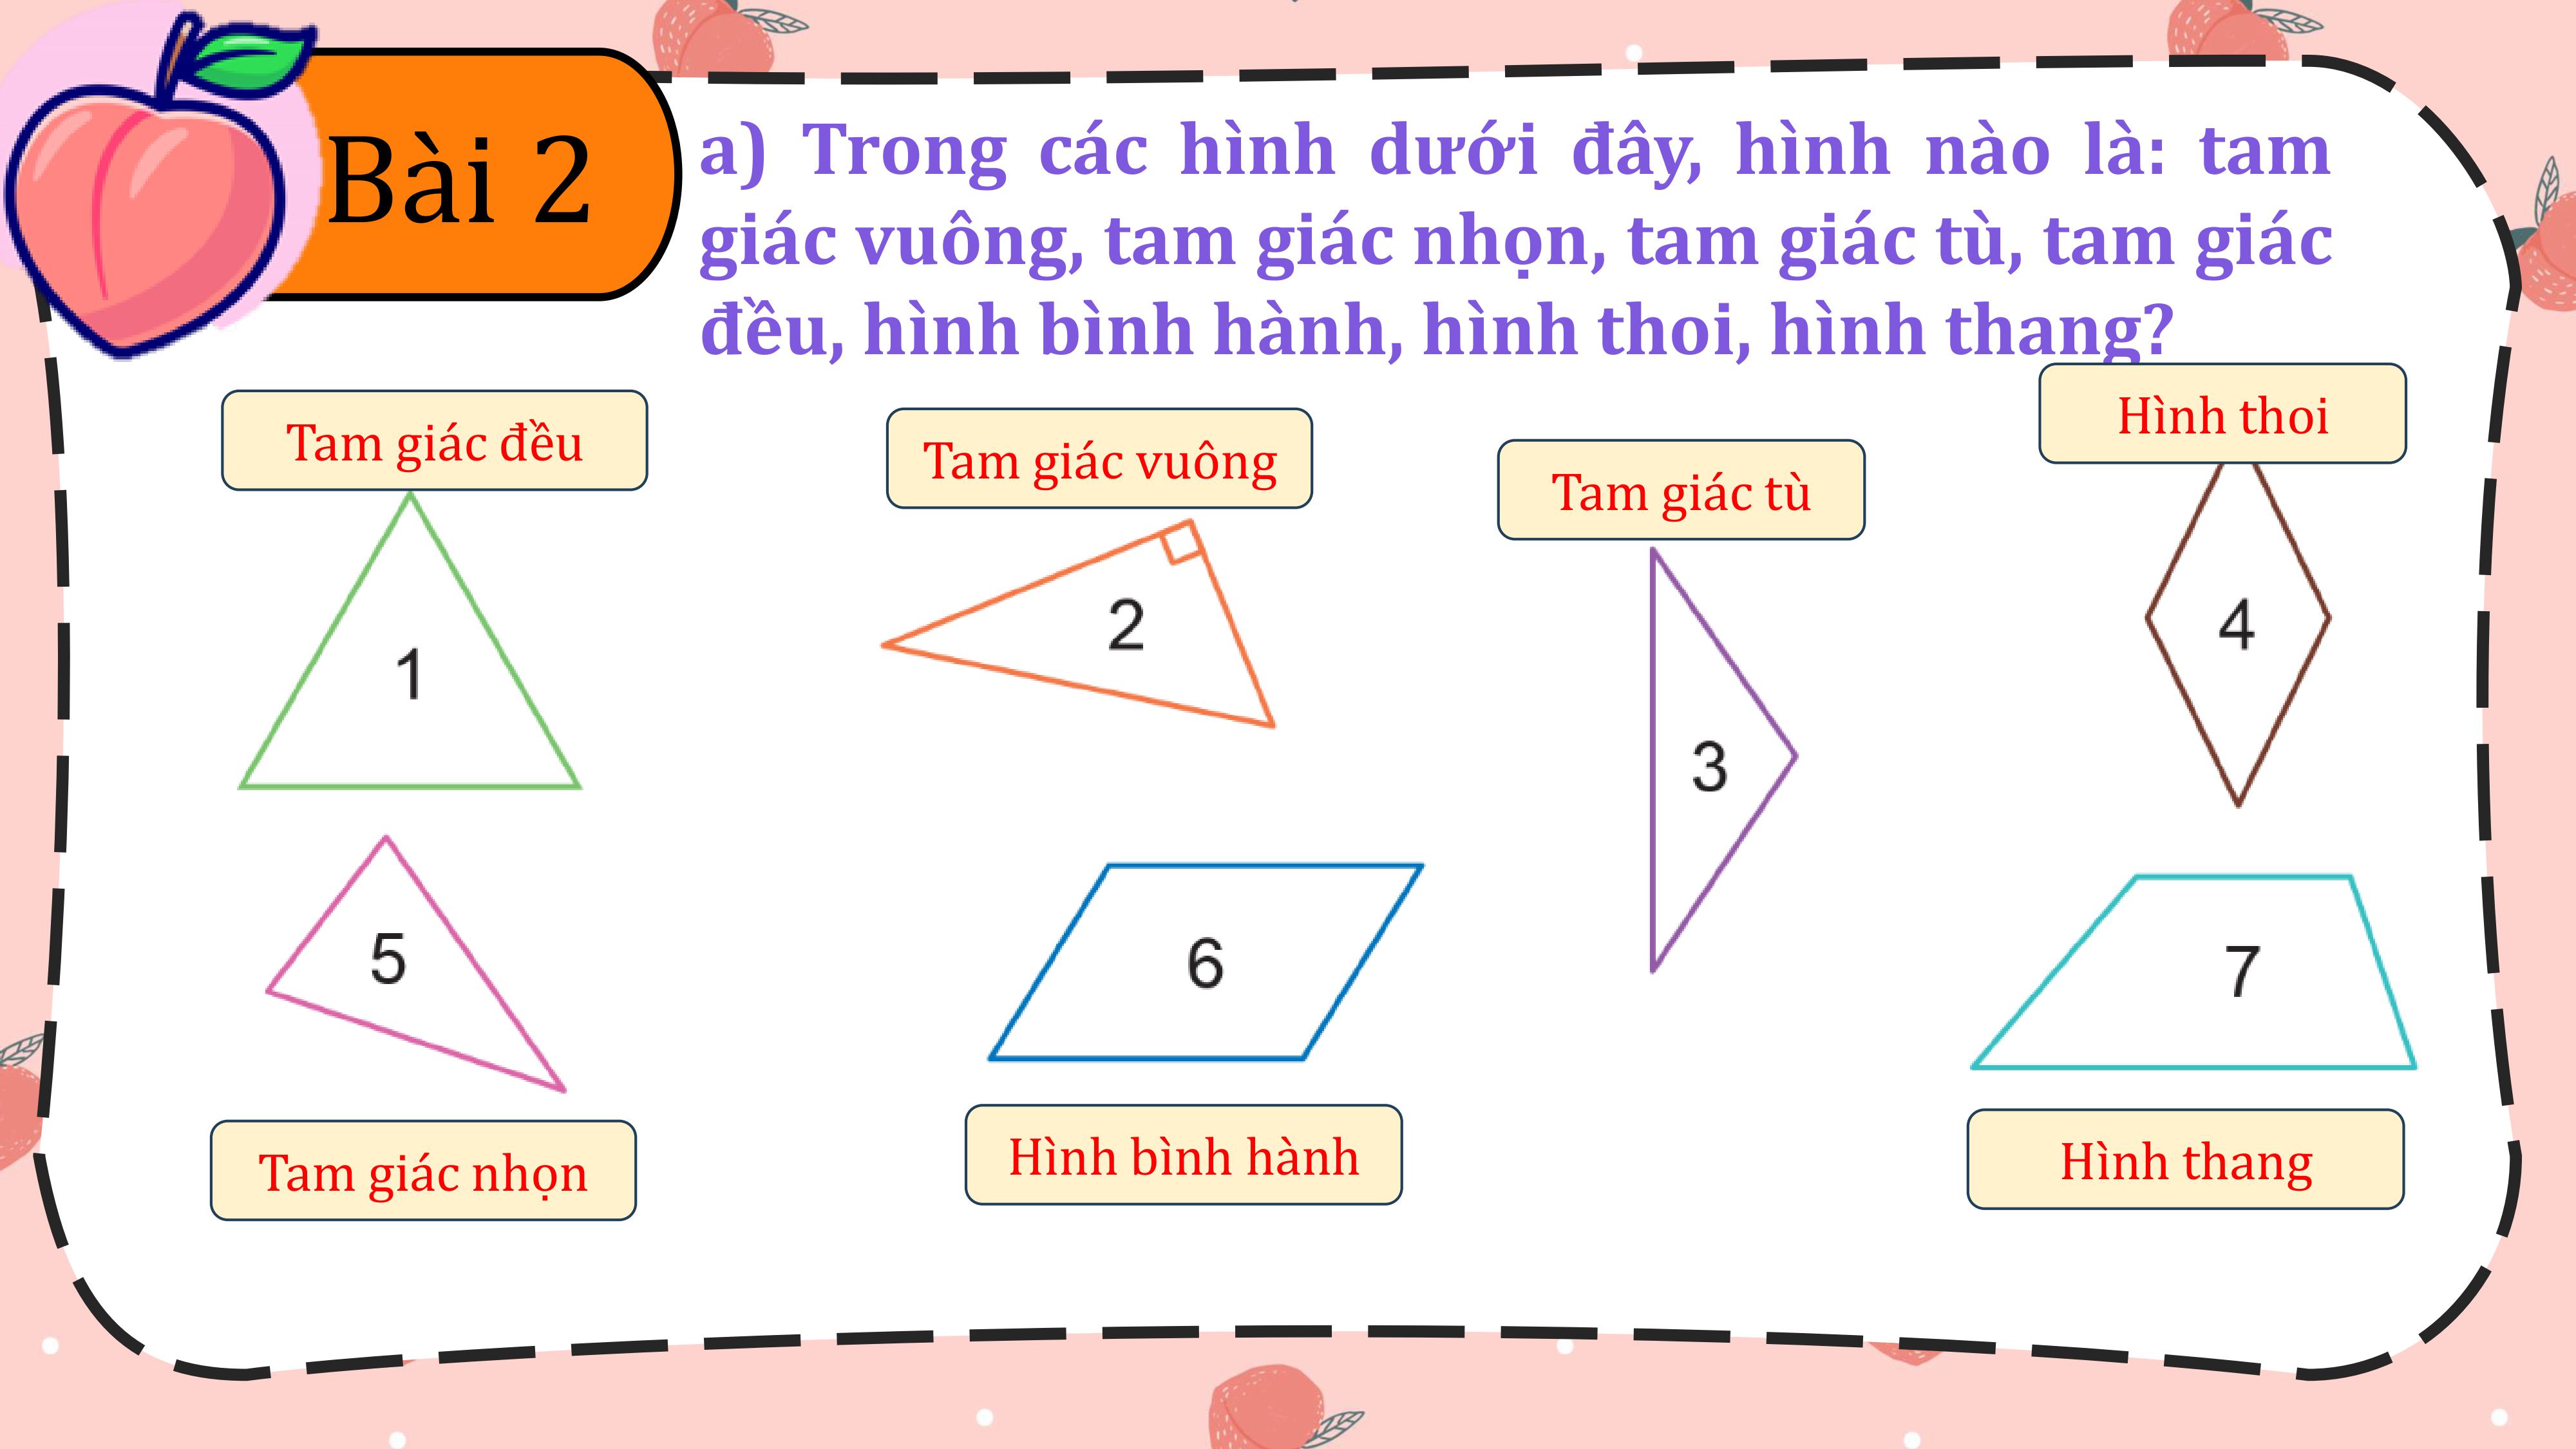 Bài 2
a) Trong các hình dưới đây, hình nào là: tam
giác vuông, tam giác nhọn, tam giác tù, tam giác
đều, hình bình hành, hình thoi, hình thang?
Tam giác đều
Tam giác vuông
Tam giác tù
Hình thoi
1
2
3
4
5
6
7
Tam giác nhọn
Hình bình hành
Hình thang